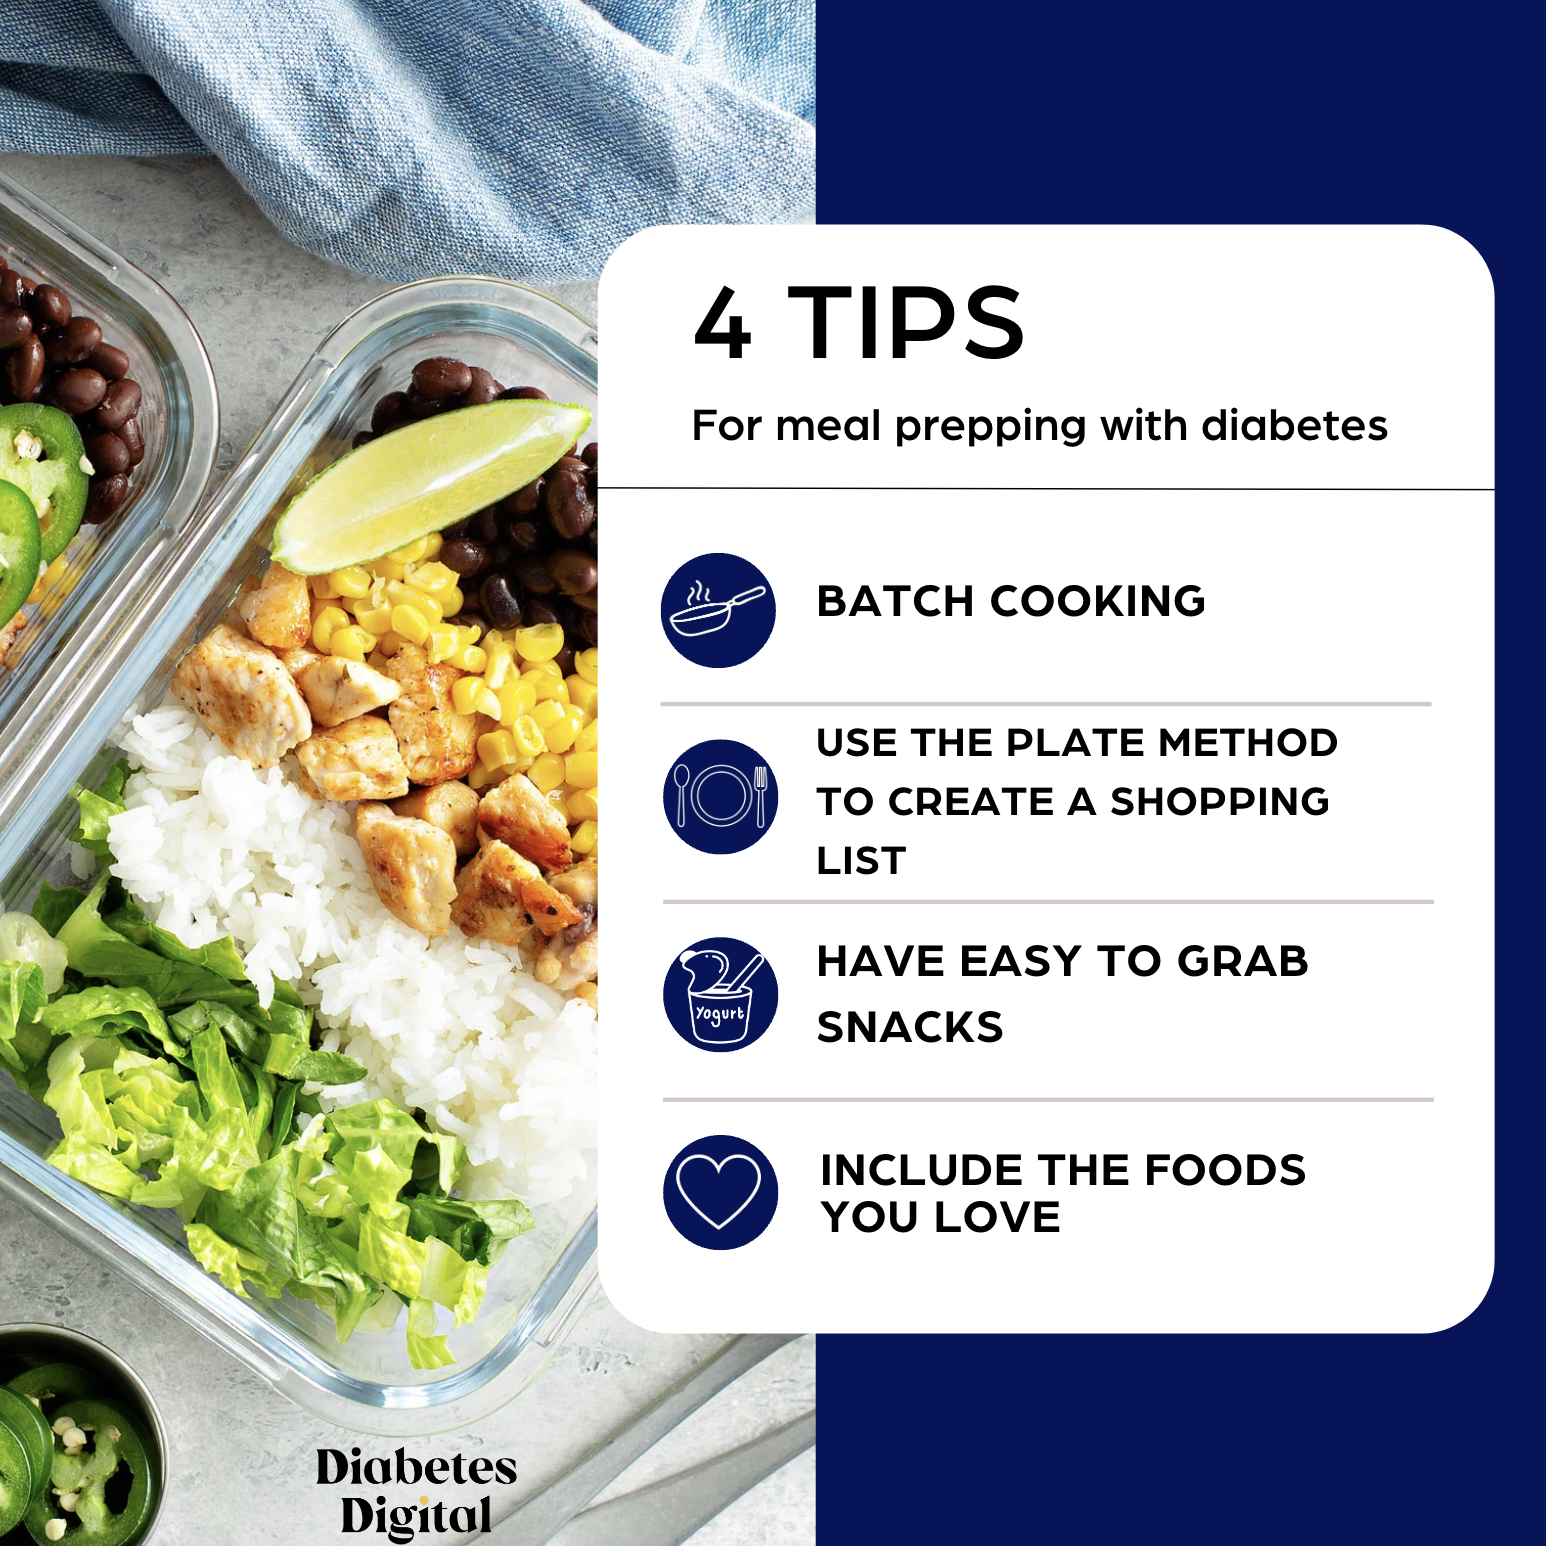 4 TIPS
For meal prepping with diabetes
BATCH COOKING
USE THE PLATE METHOD
TO CREATE A SHOPPING
LIST
Yogurt
HAVE EASY TO GRAB
SNACKS
INCLUDE THE FOODS
YOU LOVE
Diabetes
Digital